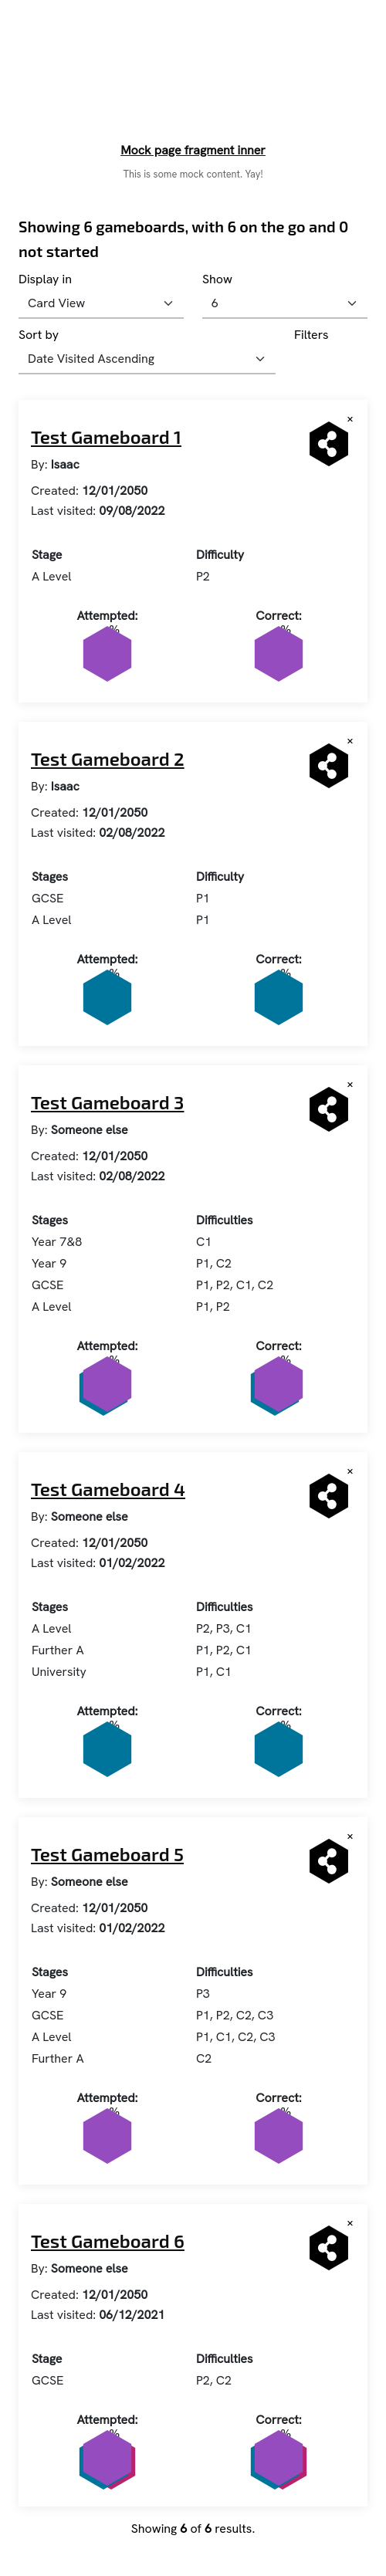 Mock page fragment inner
This is some mock content. Yay!
Showing 6 gameboards, with 6 on the go and 0
not started
Display in Show
Card View 6
Sort by Filters
Date Visited Ascending
×
Test Gameboard 1
By: Isaac
Created: 12/01/2050
Last visited: 09/08/2022
Stage Difficulty
A Level P2
Attempted: Correct:
% %
×
Test Gameboard 2
By: Isaac
Created: 12/01/2050
Last visited: 02/08/2022
Stages Difficulty
GCSE P1
A Level P1
Attempted: Correct:
% %
×
Test Gameboard 3
By: Someone else
Created: 12/01/2050
Last visited: 02/08/2022
Stages Difficulties
Year 7&8 C1
Year 9 P1, C2
GCSE P1, P2, C1, C2
A Level P1, P2
Attempted: Correct:
% %
×
Test Gameboard 4
By: Someone else
Created: 12/01/2050
Last visited: 01/02/2022
Stages Difficulties
A Level P2, P3, C1
Further A P1, P2, C1
University P1, C1
Attempted: Correct:
% %
×
Test Gameboard 5
By: Someone else
Created: 12/01/2050
Last visited: 01/02/2022
Stages Difficulties
Year 9 P3
GCSE P1, P2, C2, C3
A Level P1, C1, C2, C3
Further A C2
Attempted: Correct:
% %
×
Test Gameboard 6
By: Someone else
Created: 12/01/2050
Last visited: 06/12/2021
Stage Difficulties
GCSE P2, C2
Attempted: Correct:
% %
Showing 6 of 6 results.